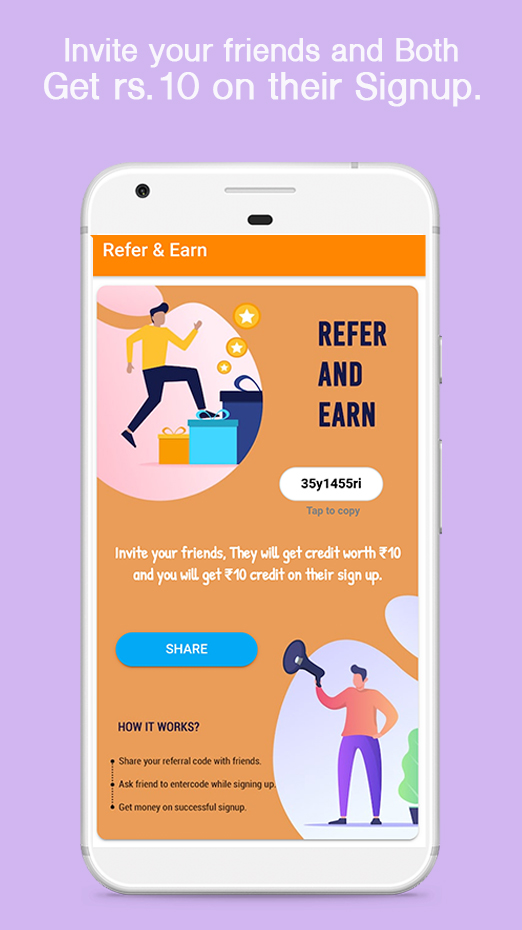 Invite your friends and Both
Get rs.10 on their Signup.
Refer & Earn
REFER
AND
EARN
35y1455ri
Tap to copy
Invite your friends, They will get credit worth ₹10
and you will get ₹10 credit on their sign up.
SHARE
HOW IT WORKS?
Share your referral code with friends.
Ask friend to entercode while signing up.
Get money on successful signup.